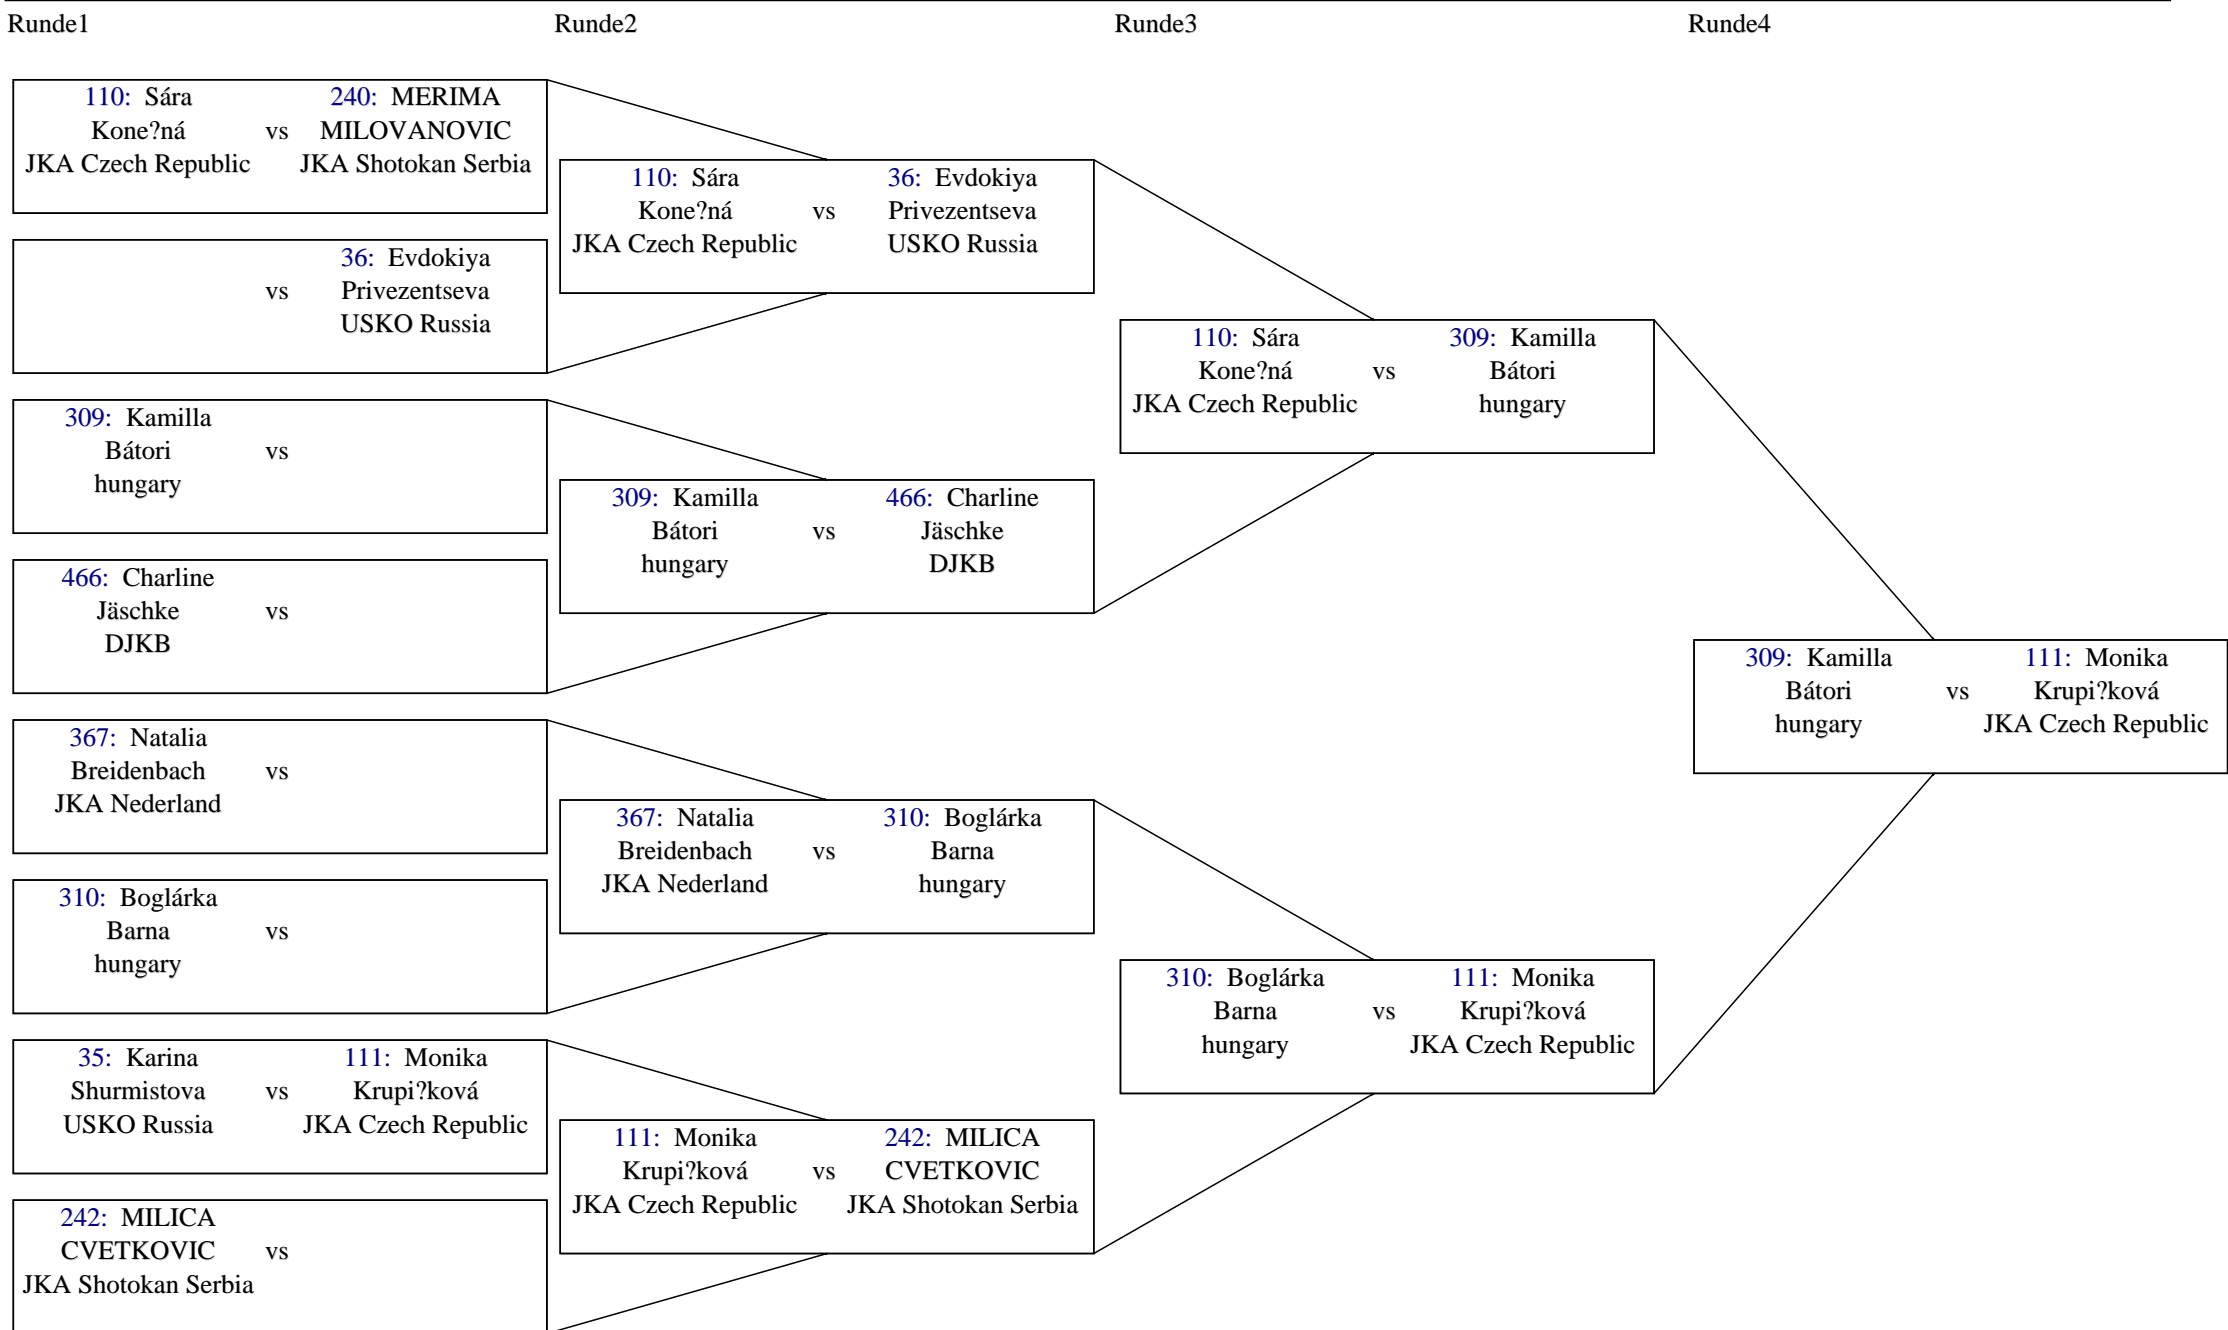 Runde1 Runde2 Runde3 Runde4
110: Sára 240: MERIMA
Kone?ná vs MILOVANOVIC
JKA Czech Republic JKA Shotokan Serbia
36: Evdokiya
vs Privezentseva
USKO Russia
309: Kamilla
Bátori vs
hungary
466: Charline
Jäschke vs
DJKB
367: Natalia
Breidenbach vs
JKA Nederland
310: Boglárka
Barna vs
hungary
35: Karina 111: Monika
Shurmistova vs Krupi?ková
USKO Russia JKA Czech Republic
242: MILICA
CVETKOVIC vs
JKA Shotokan Serbia
110: Sára 36: Evdokiya
Kone?ná vs Privezentseva
JKA Czech Republic USKO Russia
309: Kamilla 466: Charline
Bátori vs Jäschke
hungary DJKB
367: Natalia 310: Boglárka
Breidenbach vs Barna
JKA Nederland hungary
111: Monika 242: MILICA
Krupi?ková vs CVETKOVIC
JKA Czech Republic JKA Shotokan Serbia
110: Sára 309: Kamilla
Kone?ná vs Bátori
JKA Czech Republic hungary
310: Boglárka 111: Monika
Barna vs Krupi?ková
hungary JKA Czech Republic
309: Kamilla 111: Monika
Bátori vs Krupi?ková
hungary JKA Czech Republic